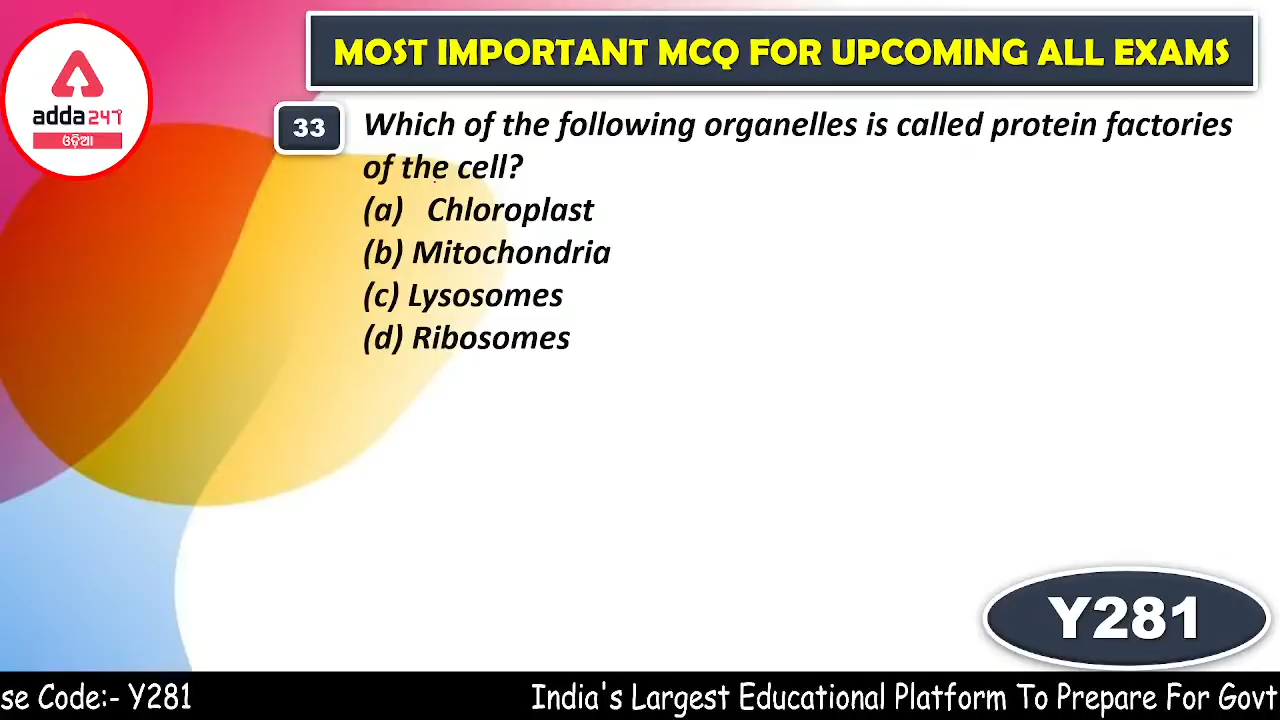 MOST IMPORTANT MCQ FOR UPCOMING ALL EXAMS
adda247
ଓଡ଼ିଆ
33
Which of the following organelles is called protein factories
of the cell?
(a) Chloroplast
(b) Mitochondria
(c) Lysosomes
(d) Ribosomes
Y281
se Code:- Y281 India's Largest Educational Platform To Prepare For Govt